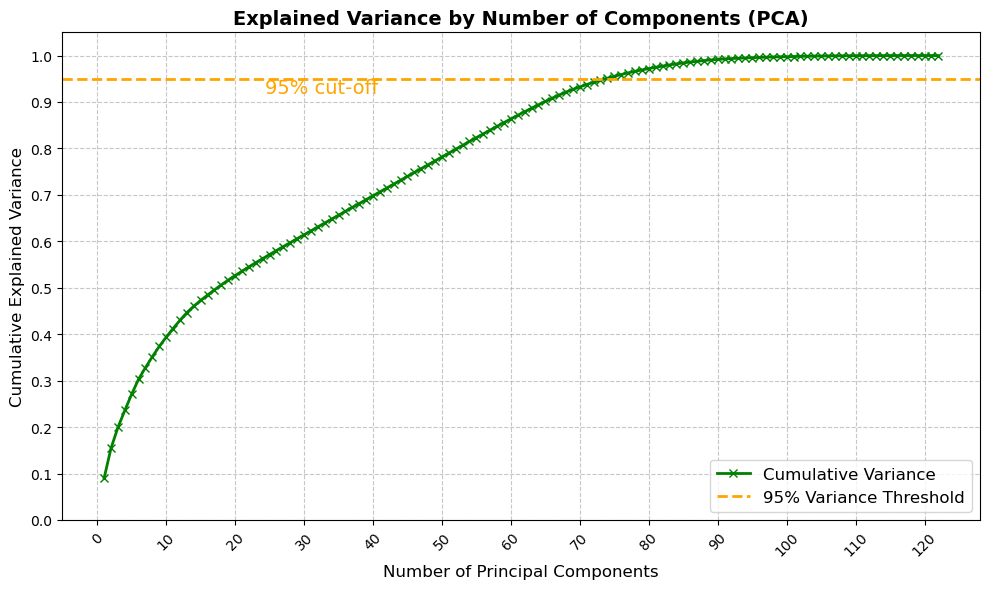 Explained Variance by Number of Components (PCA)
Cumulative Explained Variance
1.0
0.9
0.8
0.7
0.6
0.5
0.4
0.3
0.2
0.1
0.0
95% cut-off
Cumulative Variance
95% Variance Threshold
0 10 20 30 40 50 60 70 80 90 100 110 120
Number of Principal Components